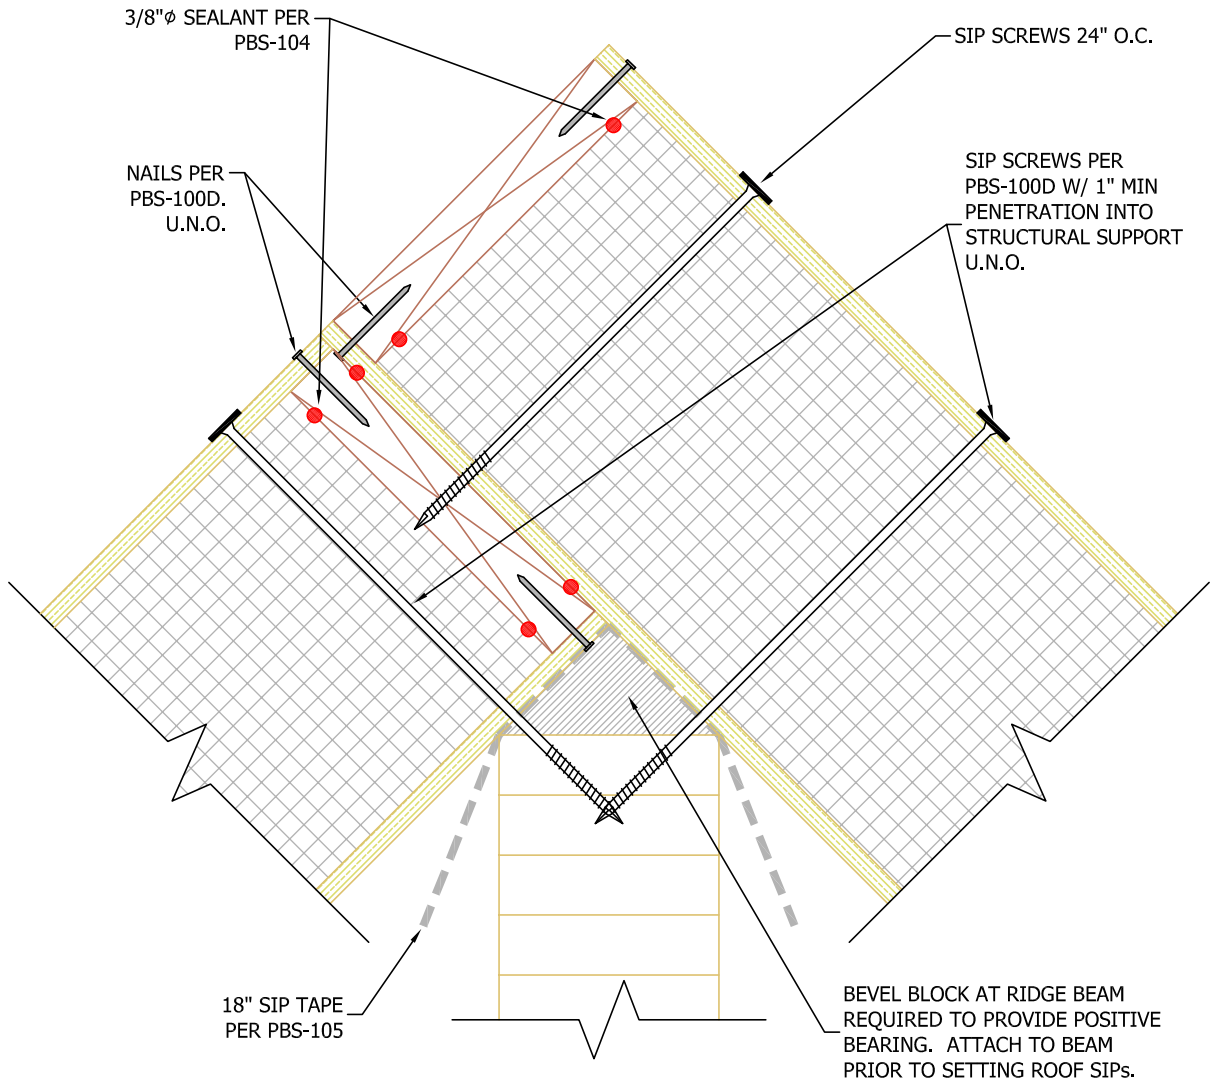 3/8"⌀ SEALANT PER
PBS-104
SIP SCREWS 24" O.C.
NAILS PER
PBS-100D.
U.N.O.
SIP SCREWS PER
PBS-100D W/ 1" MIN
PENETRATION INTO
STRUCTURAL SUPPORT
U.N.O.
18" SIP TAPE
PER PBS-105
BEVEL BLOCK AT RIDGE BEAM
REQUIRED TO PROVIDE POSITIVE
BEARING. ATTACH TO BEAM
PRIOR TO SETTING ROOF SIPs.